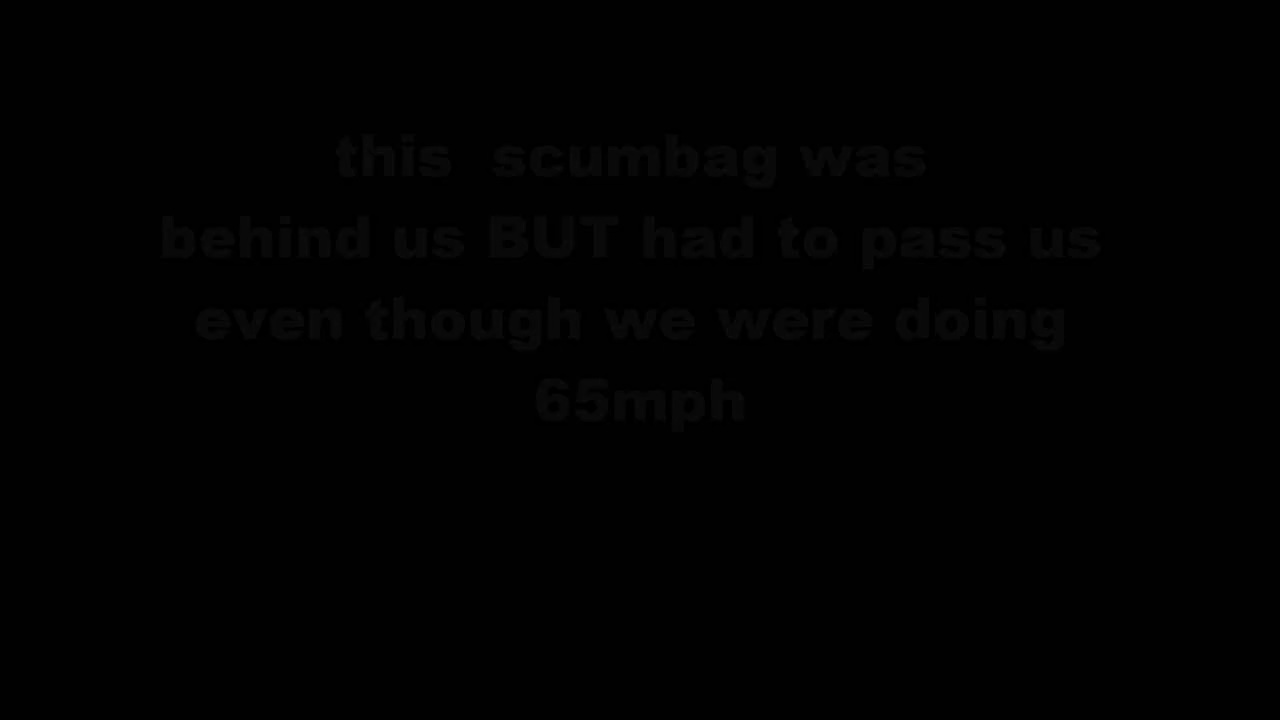 this  scumbag was
behind us BUT had to pass us
even though we were doing
65mph